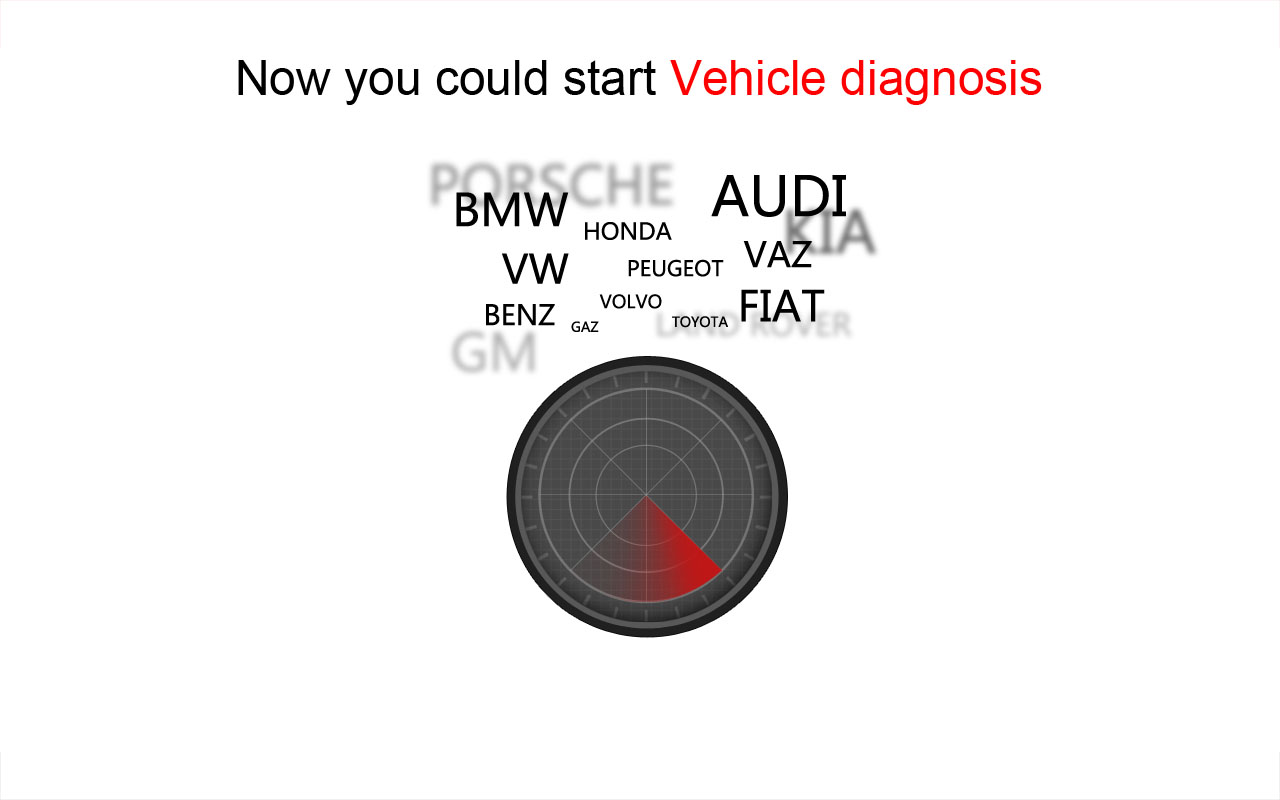 Now you could start Vehicle diagnosis
PORSCHE
AUDI
BMW
HONDA
KIA
VW
PEUGEOT
VAZ
BENZ
VOLVO
FIAT
GAZ
TOYOTA
LAND ROVER
GM